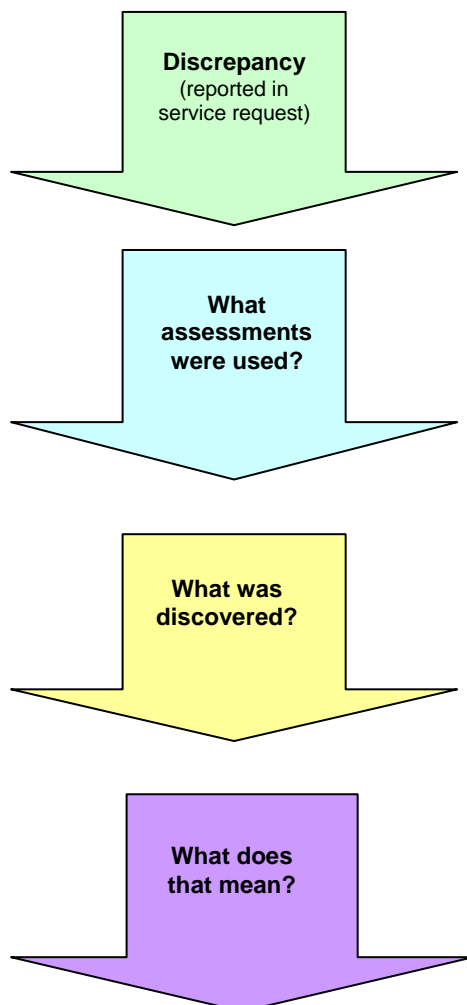 Discrepancy
(reported in
service request)
What
assessments
were used?
What was
discovered?
What does
that mean?